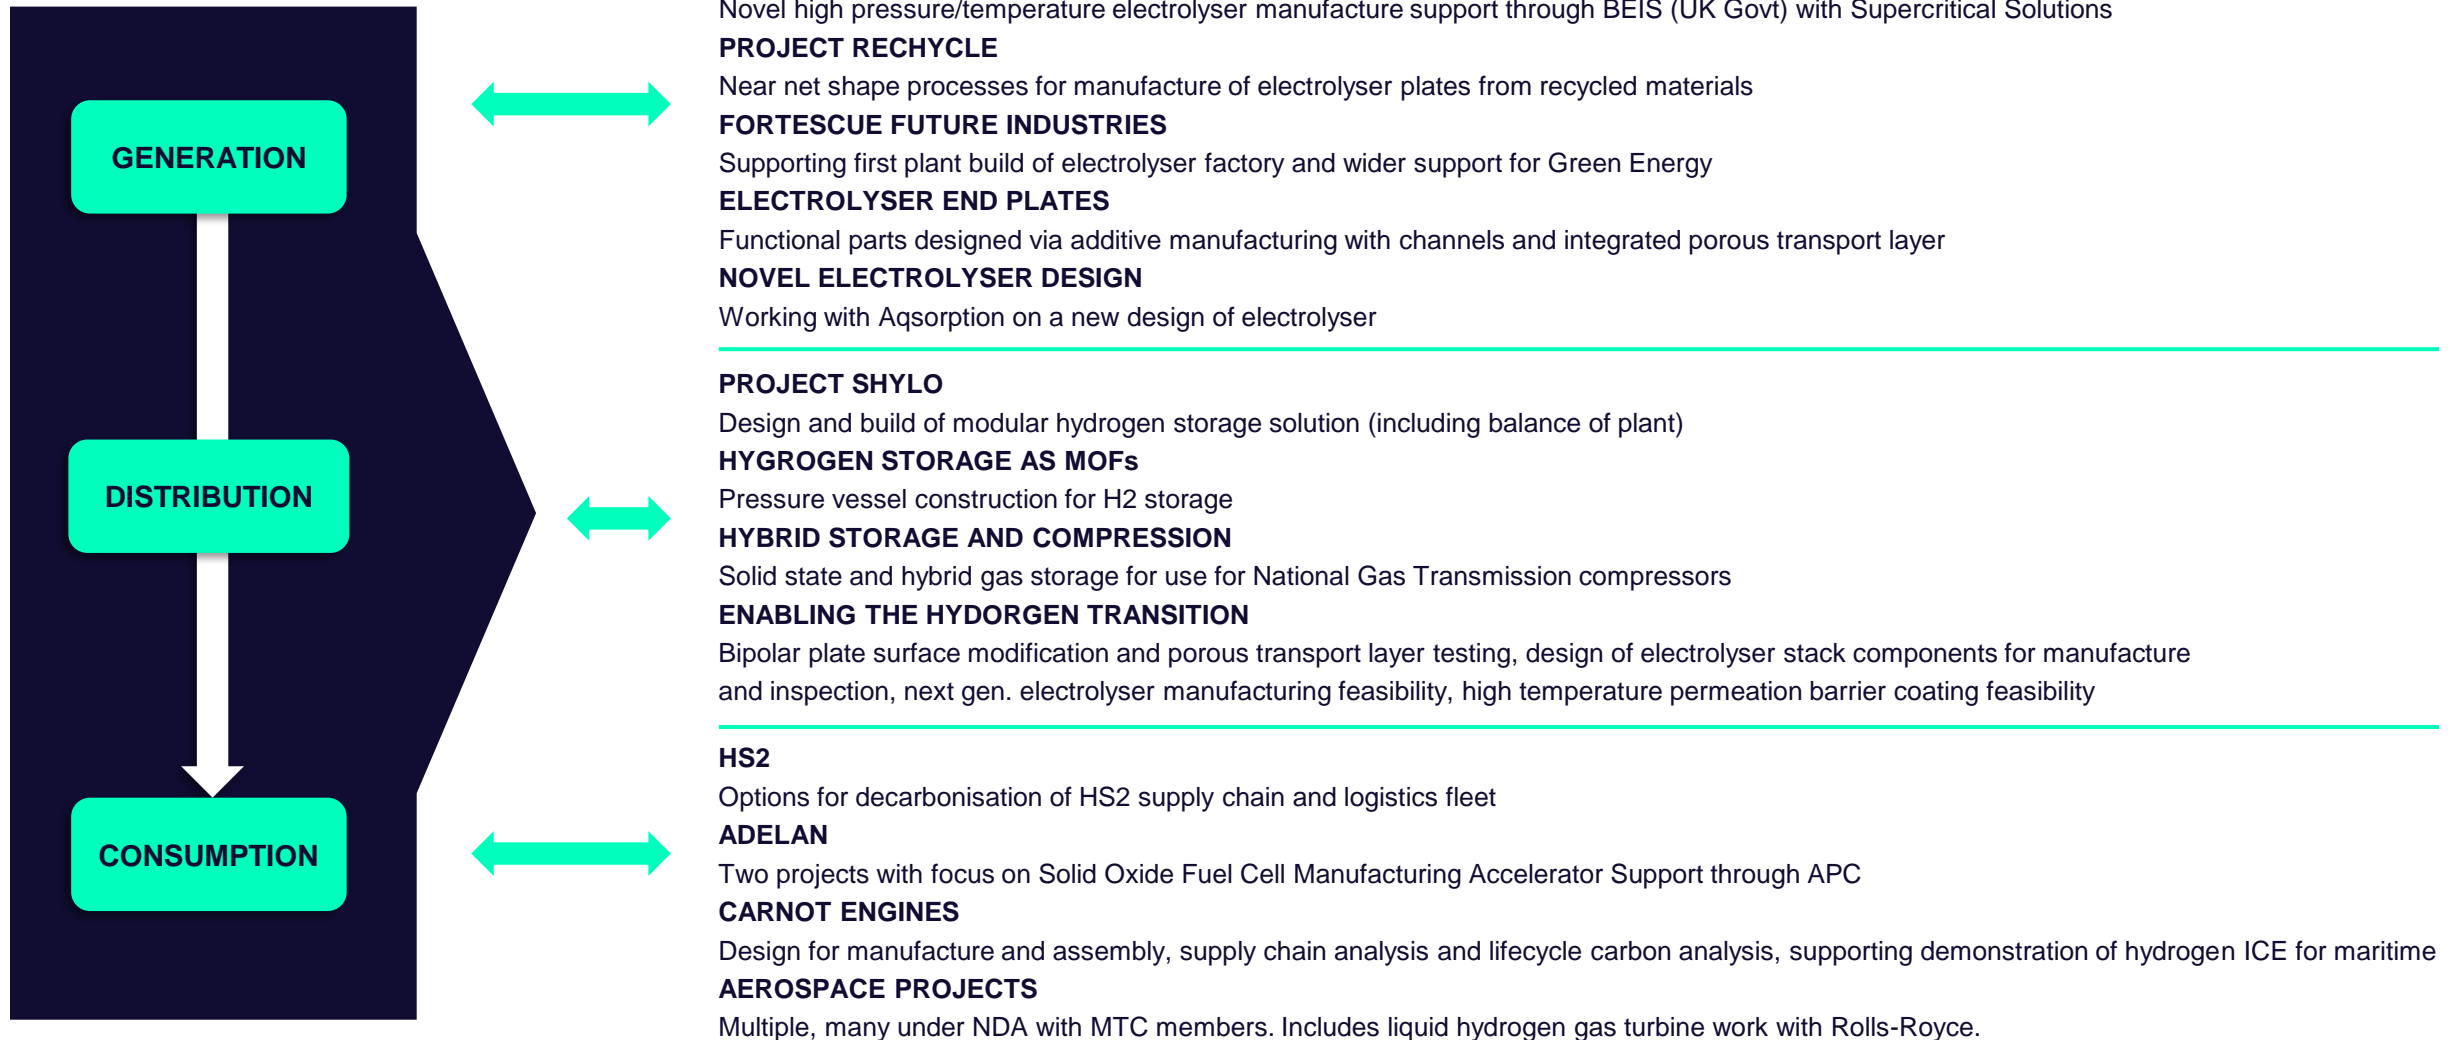 Novel high pressure/temperature electrolyser manufacture support through BEIS (UK Govt) with Supercritical Solutions
PROJECT RECHYCLE
Near net shape processes for manufacture of electrolyser plates from recycled materials
FORTESCUE FUTURE INDUSTRIES
Supporting first plant build of electrolyser factory and wider support for Green Energy
ELECTROLYSER END PLATES
Functional parts designed via additive manufacturing with channels and integrated porous transport layer
NOVEL ELECTROLYSER DESIGN
Working with Aqsorption on a new design of electrolyser
GENERATION
PROJECT SHYLO
Design and build of modular hydrogen storage solution (including balance of plant)
HYGROGEN STORAGE AS MOFs
Pressure vessel construction for H2 storage
HYBRID STORAGE AND COMPRESSION
Solid state and hybrid gas storage for use for National Gas Transmission compressors
ENABLING THE HYDORGEN TRANSITION
Bipolar plate surface modification and porous transport layer testing, design of electrolyser stack components for manufacture
and inspection, next gen. electrolyser manufacturing feasibility, high temperature permeation barrier coating feasibility
DISTRIBUTION
HS2
Options for decarbonisation of HS2 supply chain and logistics fleet
ADELAN
Two projects with focus on Solid Oxide Fuel Cell Manufacturing Accelerator Support through APC
CARNOT ENGINES
Design for manufacture and assembly, supply chain analysis and lifecycle carbon analysis, supporting demonstration of hydrogen ICE for maritime
AEROSPACE PROJECTS
Multiple, many under NDA with MTC members. Includes liquid hydrogen gas turbine work with Rolls-Royce.
CONSUMPTION